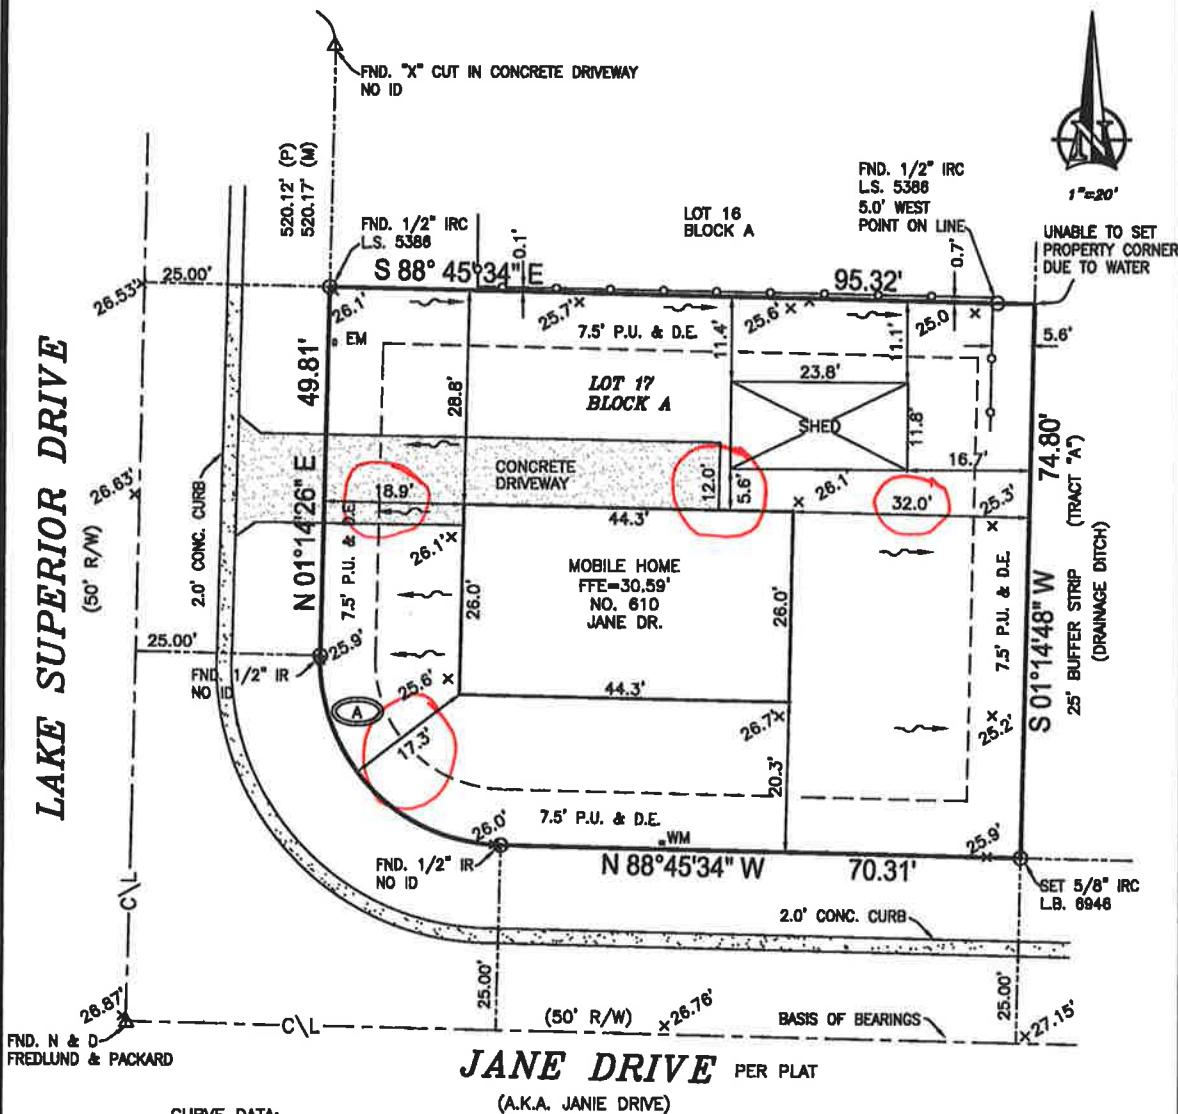 FND. "X" CUT IN CONCRETE DRIVEWAY
NO ID
520.12' (P)
520.17' (M)
N
1"=20'
FND. 1/2" IRC
L.S. 5386
5.0' WEST
POINT ON LINE
LOT 16
BLOCK A
UNABLE TO SET
PROPERTY CORNER
DUE TO WATER
FND. 1/2" IRC
L.S. 5386
0.1'
0.7'
26.53'
25.00'
S 88° 45'34" E
95.32'
26.1'
25.7'
25.6'
25.0
5.6'
EM
7.5' P.U. & D.E.
11.4'
11.1'
49.81'
28.8'
LOT 17
BLOCK A
23.8'
SHED
11.8'
74.80'
LAKE SUPERIOR DRIVE
(50' R/W)
26.63'
2.0' CONC. CURB
N 01°14'26" E
CONCRETE
DRIVEWAY
18.9'
12.0'
5.6'
26.1'
16.7'
32.0'
25.3'
44.3'
7.5' P.U. & D.E.
26.1'
26.0'
MOBILE HOME
FFE=30.59'
NO. 610
JANE DR.
26.0'
7.5' P.U. & D.E.
S 01°14'48" W
25' BUFFER STRIP (TRACT "A")
(DRAINAGE DITCH)
25.00'
25.9'
FND. 1/2" IR
NO ID
25.6'
44.3'
A
17.3'
26.7'
25.2'
20.3'
7.5' P.U. & D.E.
26.0'
WM
25.9'
FND. 1/2" IR
NO ID
N 88°45'34" W
70.31'
SET 5/8" IRC
L.B. 6946
C\L
2.0' CONC. CURB
25.00'
25.00'
26.87'
C\L
(50' R/W)
26.76'
BASIS OF BEARINGS
27.15'
FND. N & D
FREDLUND & PACKARD
JANE DRIVE PER PLAT
(A.K.A. JANIE DRIVE)
CURVE DATA: